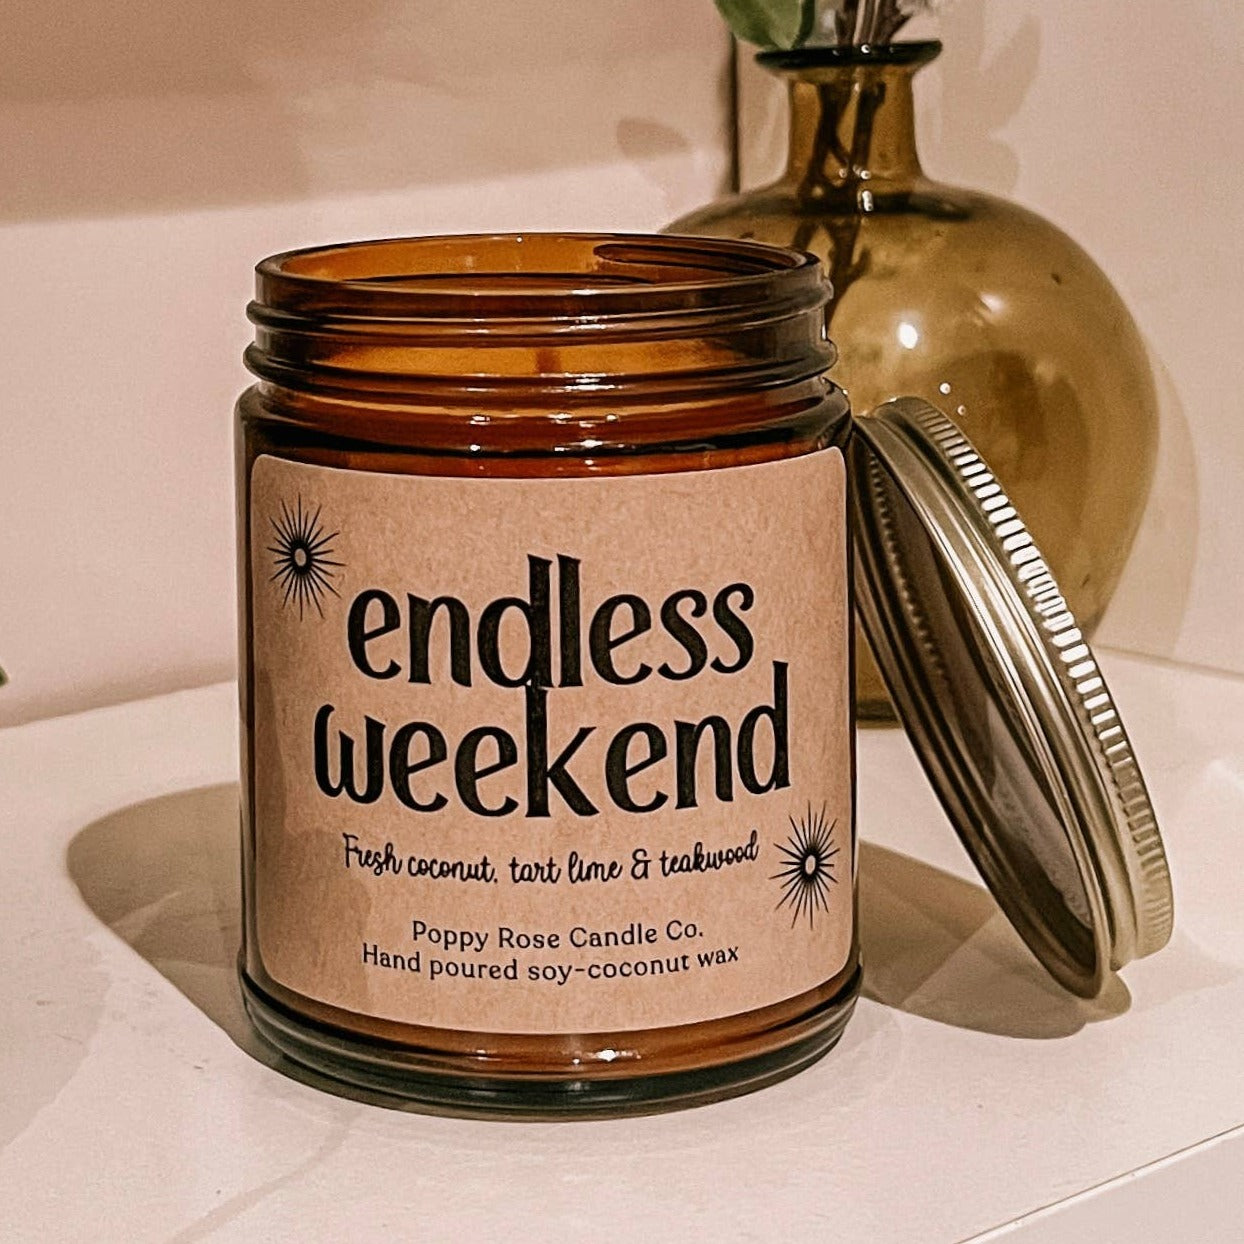 endless
weekend
Fresh coconut, tart lime & teakwood
Poppy Rose Candle Co.
Hand poured soy-coconut wax